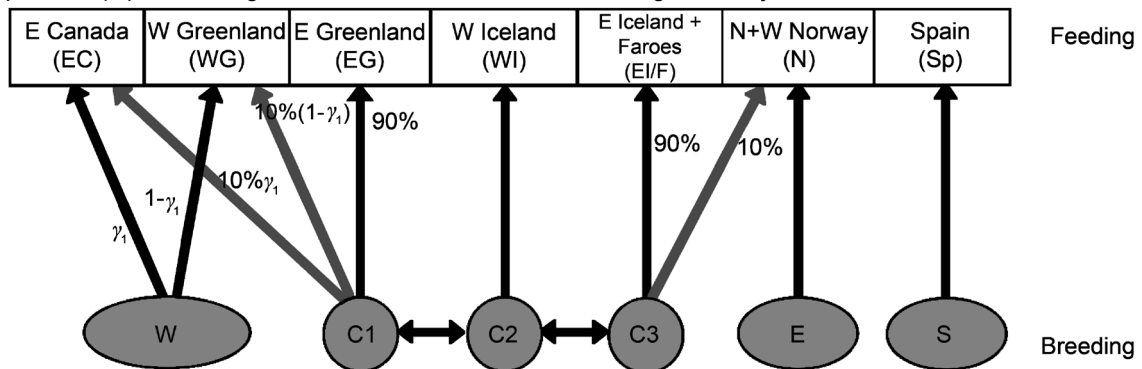 E Canada
(EC)
W Greenland
(WG)
E Greenland
(EG)
W Iceland
(WI)
E Iceland +
Faroes
(EI/F)
N+W Norway
(N)
Spain
(Sp)
Feeding
10%(1-γ₁)
90%
90%
10%
10%γ₁
1-γ₁
γ₁
W
C1
C2
C3
E
S
Breeding